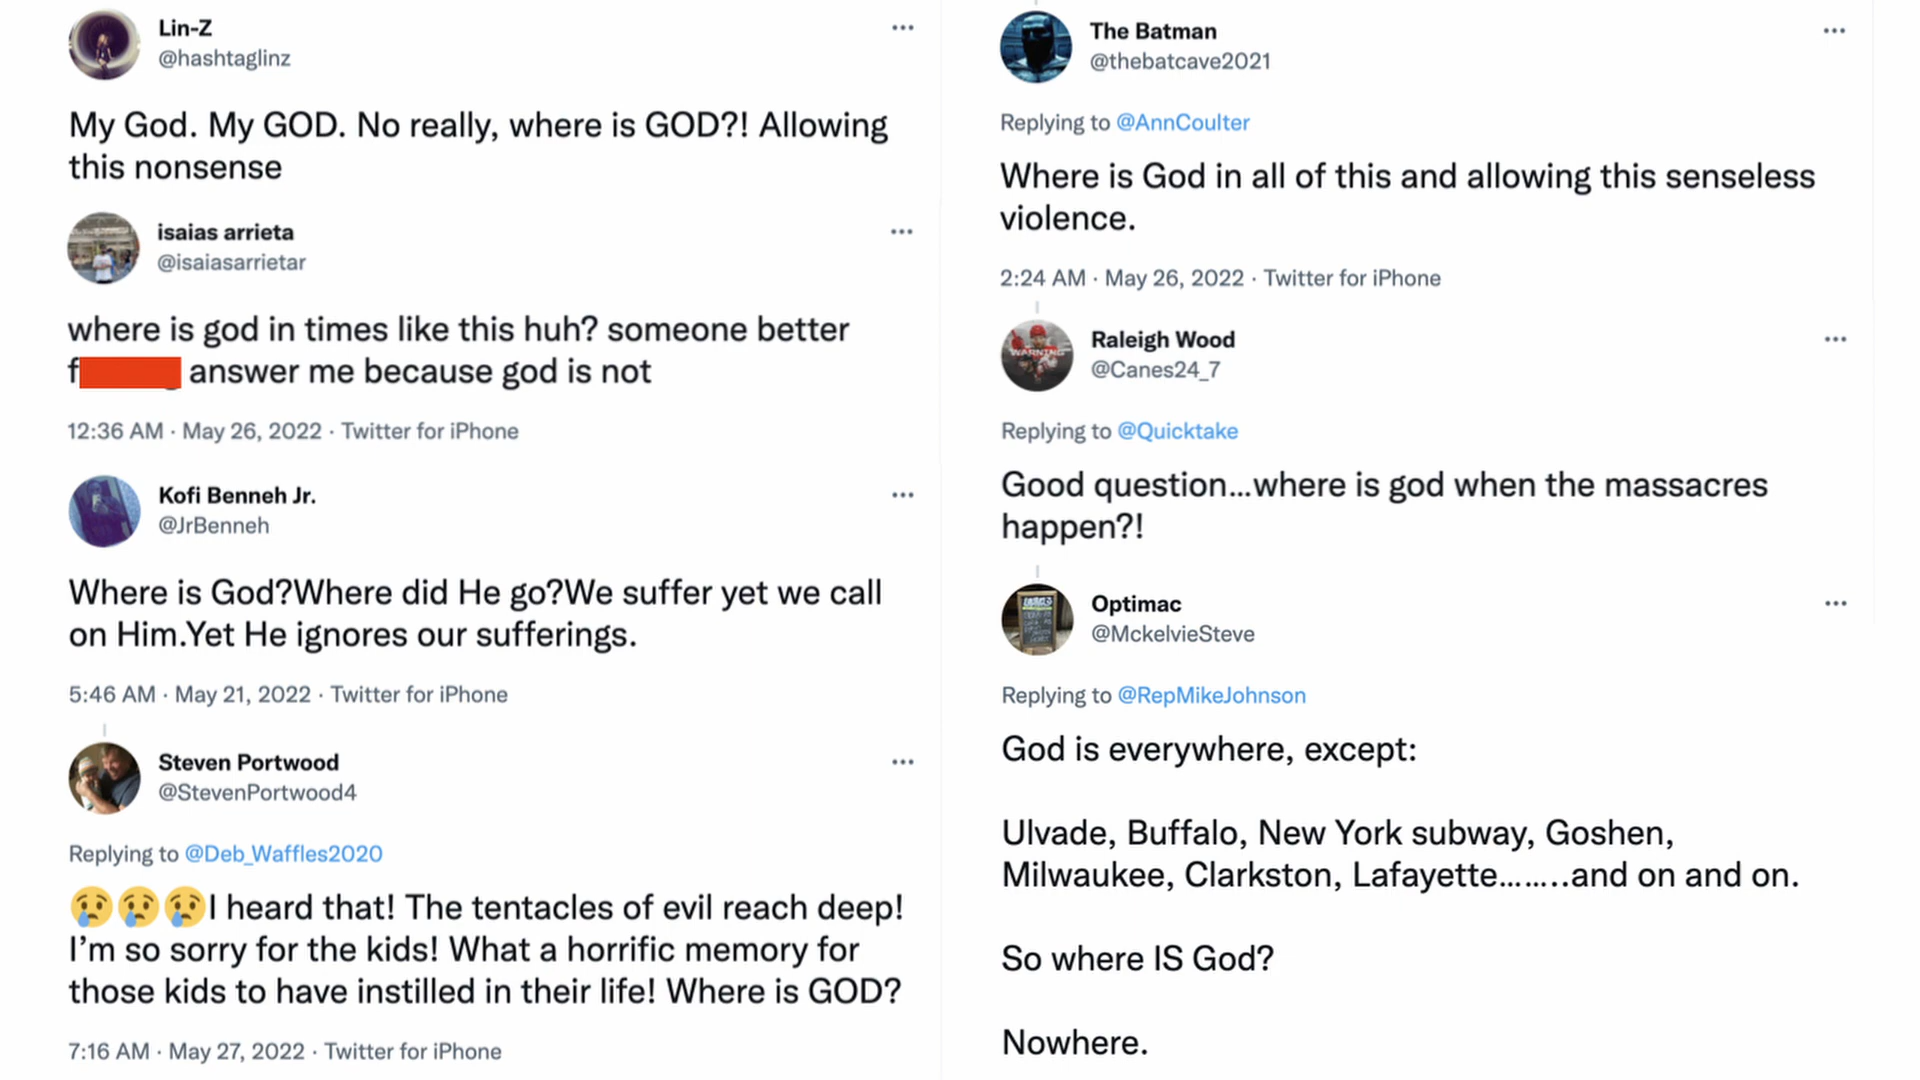 Lin-Z
@hashtaglinz
My God. My GOD. No really, where is GOD?! Allowing
this nonsense
isaias arrieta
@isaiasarrietar
where is god in times like this huh? someone better
f answer me because god is not
12:36 AM · May 26, 2022 · Twitter for iPhone
Kofi Benneh Jr.
@JrBenneh
Where is God?Where did He go?We suffer yet we call
on Him.Yet He ignores our sufferings.
5:46 AM · May 21, 2022 · Twitter for iPhone
Steven Portwood
@StevenPortwood4
Replying to @Deb_Waffles2020
😢😢😢I heard that! The tentacles of evil reach deep!
I’m so sorry for the kids! What a horrific memory for
those kids to have instilled in their life! Where is GOD?
7:16 AM · May 27, 2022 · Twitter for iPhone
The Batman
@thebatcave2021
Replying to @AnnCoulter
Where is God in all of this and allowing this senseless
violence.
2:24 AM · May 26, 2022 · Twitter for iPhone
WARNING
Raleigh Wood
@Canes24_7
Replying to @Quicktake
Good question...where is god when the massacres
happen?!
Optimac
@MckelvieSteve
Replying to @RepMikeJohnson
God is everywhere, except:
Ulvade, Buffalo, New York subway, Goshen,
Milwaukee, Clarkston, Lafayette........and on and on.
So where IS God?
Nowhere.